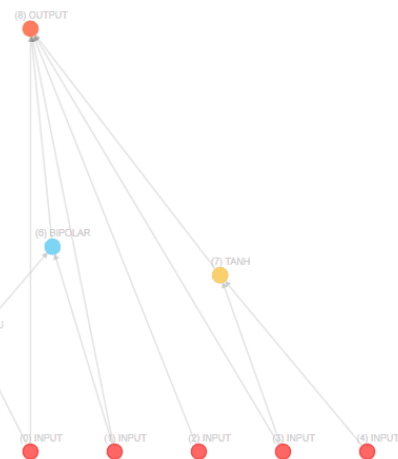 (8) OUTPUT
(6) BIPOLAR
(7) TANH
U
(0) INPUT
(1) INPUT
(2) INPUT
(3) INPUT
(4) INPUT